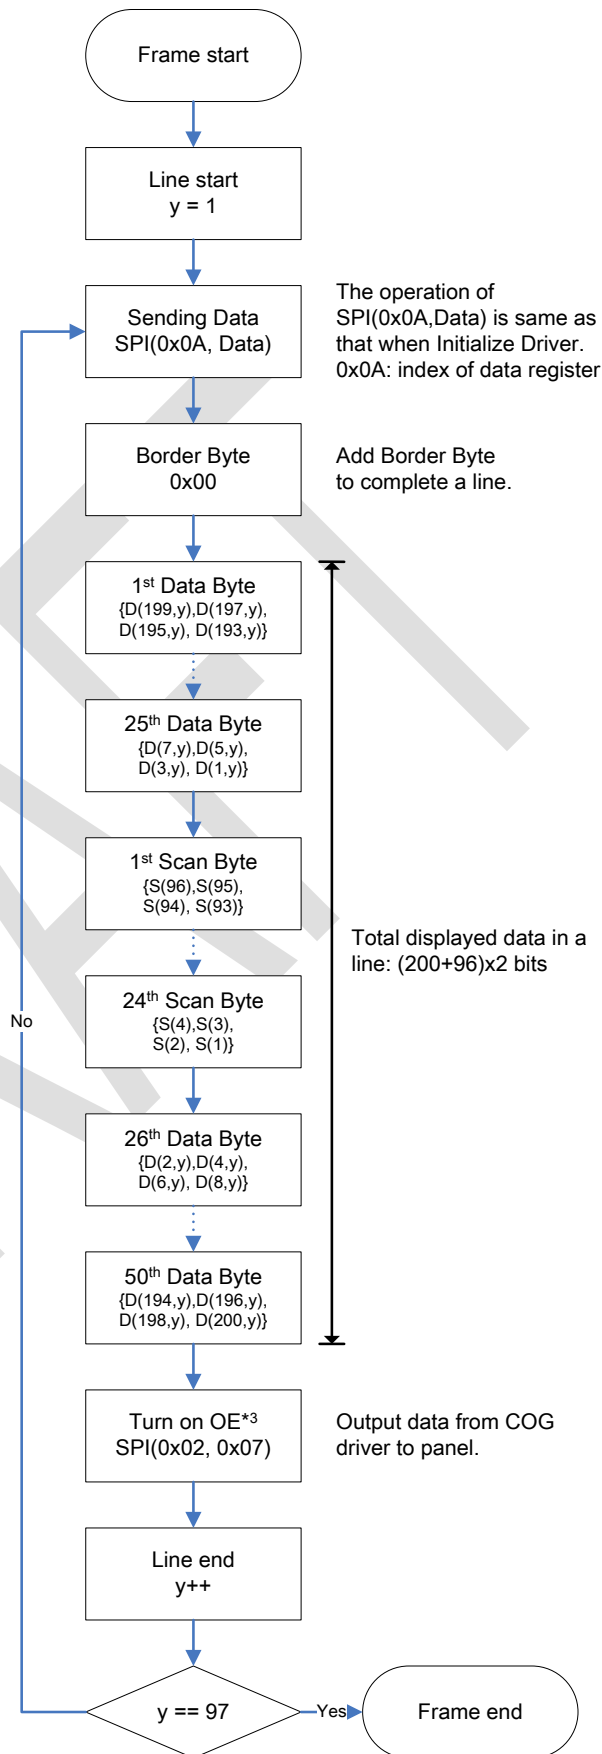 Frame start
Line start
y = 1
Sending Data
SPI(0x0A, Data)
The operation of
SPI(0x0A,Data) is same as
that when Initialize Driver.
0x0A: index of data register
Border Byte
0x00
Add Border Byte
to complete a line.
1st Data Byte
{D(199,y),D(197,y),
D(195,y), D(193,y)}
25th Data Byte
{D(7,y),D(5,y),
D(3,y), D(1,y)}
1st Scan Byte
{S(96),S(95),
S(94), S(93)}
Total displayed data in a
line: (200+96)x2 bits
24th Scan Byte
{S(4),S(3),
S(2), S(1)}
No
26th Data Byte
{D(2,y),D(4,y),
D(6,y), D(8,y)}
50th Data Byte
{D(194,y),D(196,y),
D(198,y), D(200,y)}
Turn on OE*3
SPI(0x02, 0x07)
Output data from COG
driver to panel.
Line end
y++
y == 97
Yes
Frame end